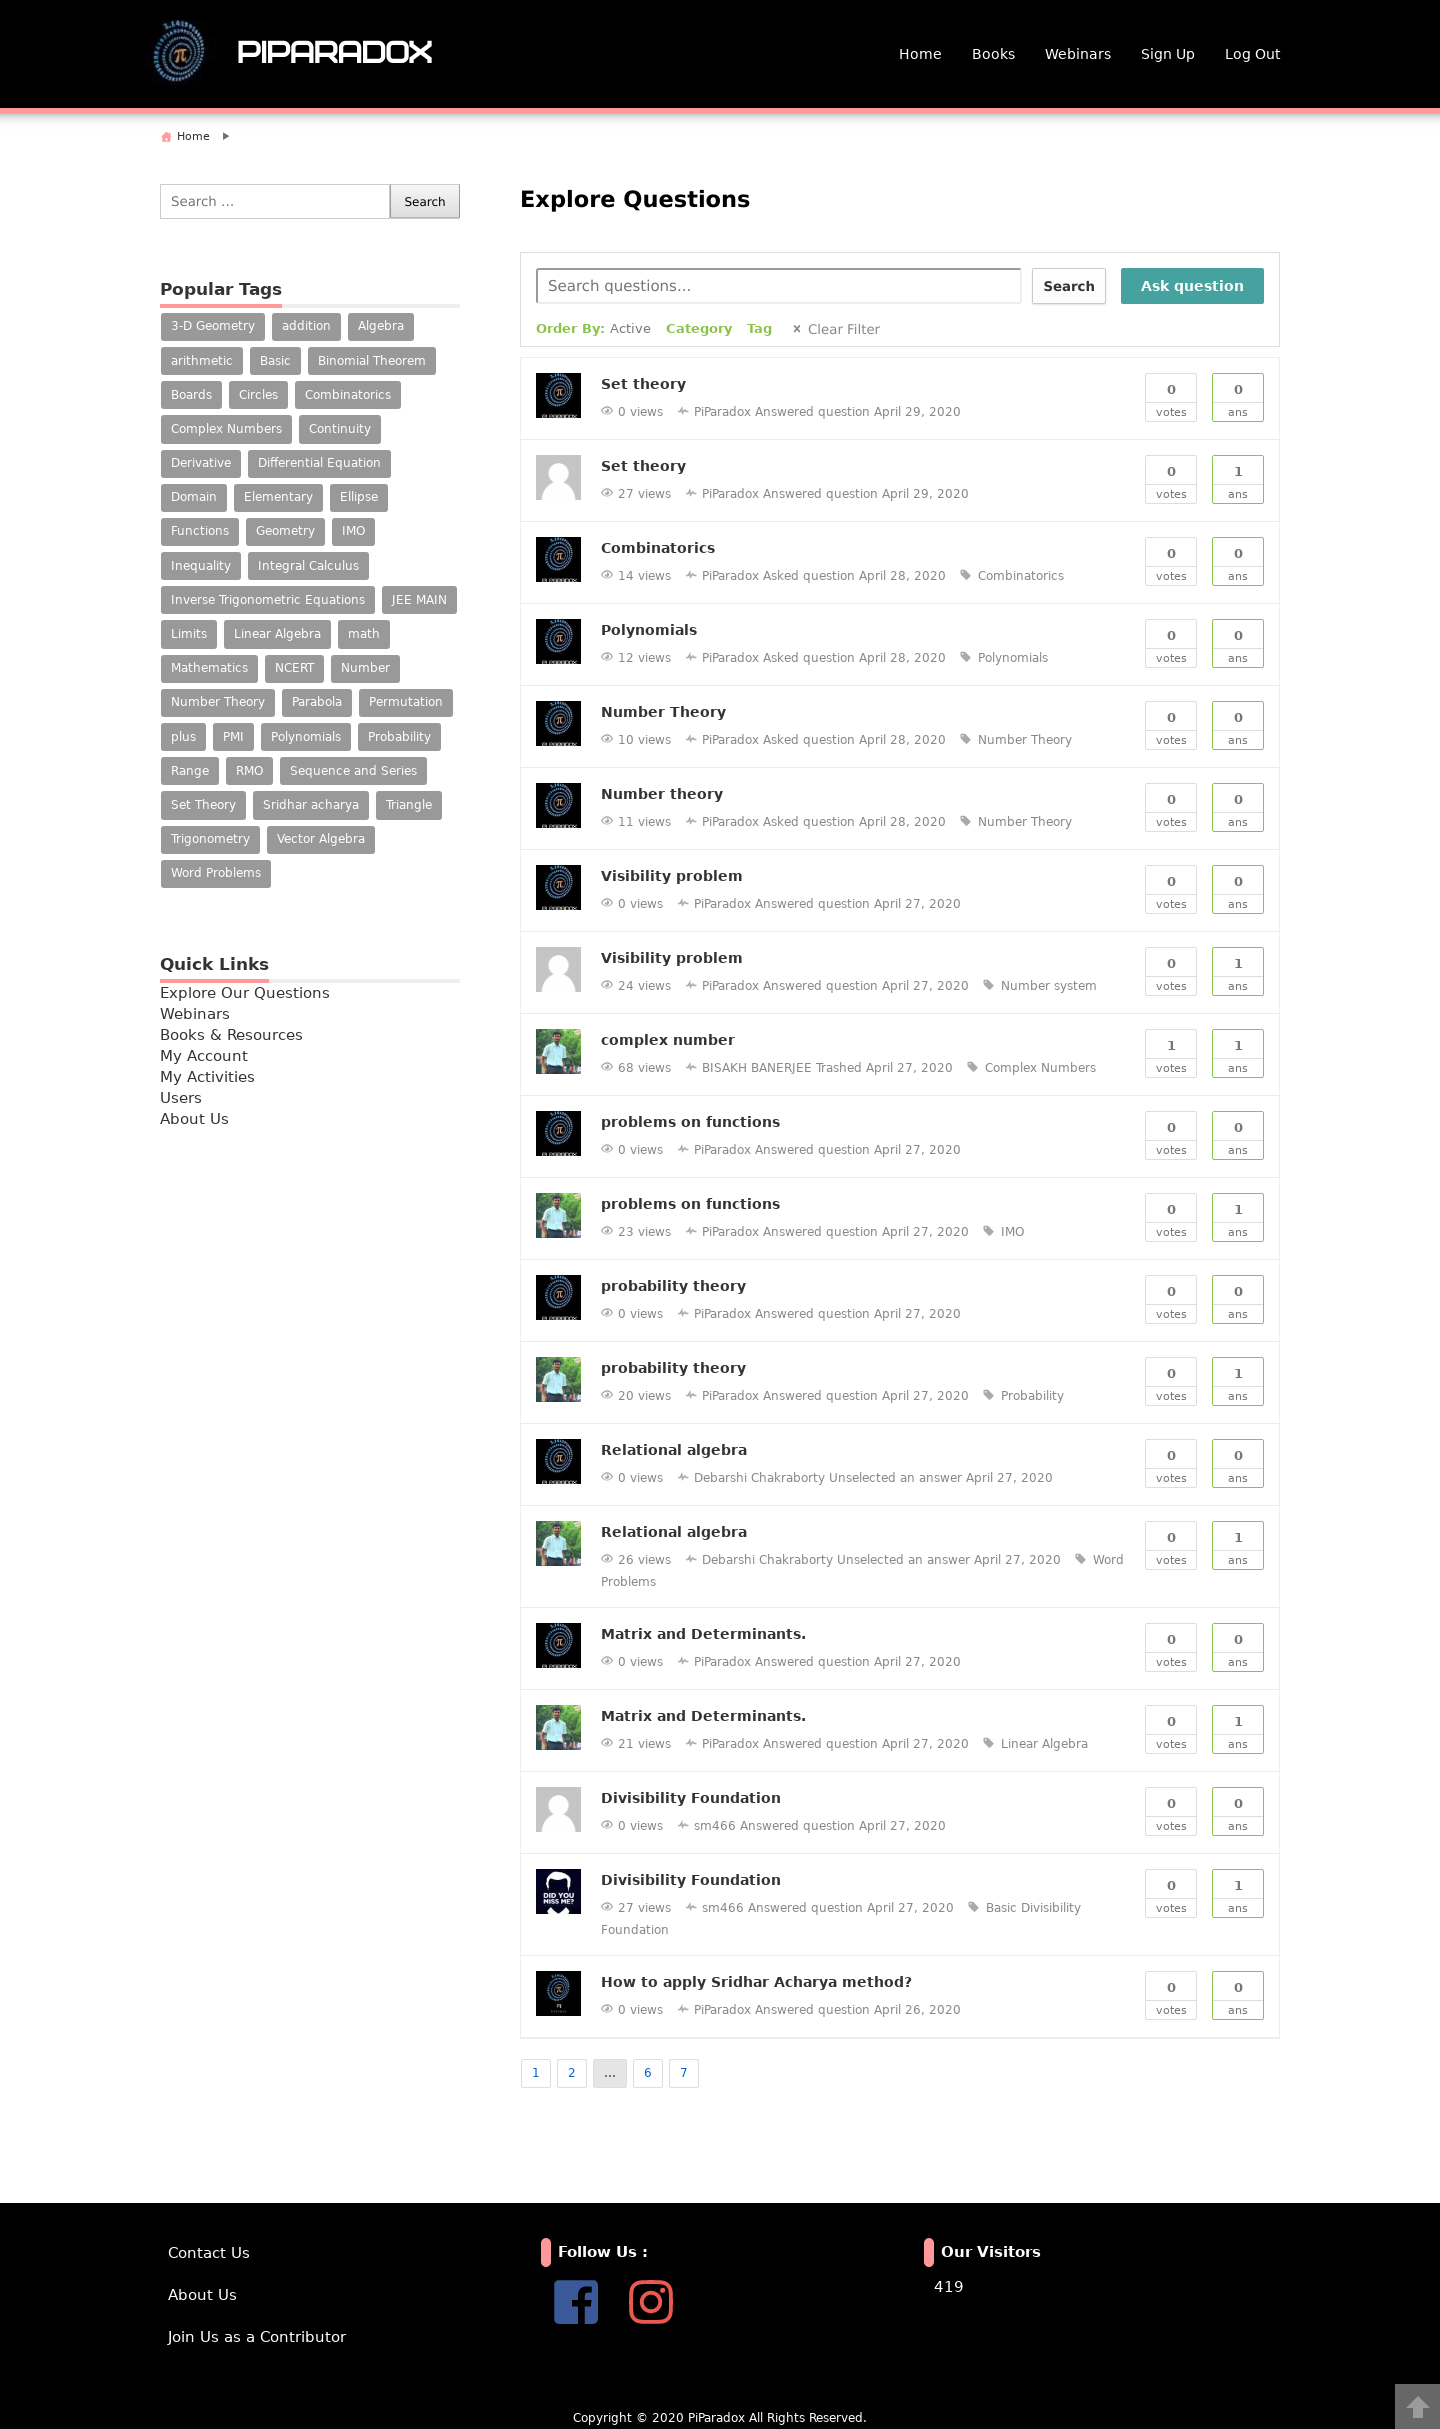 PIPARADOX
Home Books Webinars Sign Up Log Out
Home
Search ... Search
Popular Tags
3-D Geometry addition Algebra
arithmetic Basic Binomial Theorem
Boards Circles Combinatorics
Complex Numbers Continuity
Derivative Differential Equation
Domain Elementary Ellipse
Functions Geometry IMO
Inequality Integral Calculus
Inverse Trigonometric Equations JEE MAIN
Limits Linear Algebra math
Mathematics NCERT Number
Number Theory Parabola Permutation
plus PMI Polynomials Probability
Range RMO Sequence and Series
Set Theory Sridhar acharya Triangle
Trigonometry Vector Algebra
Word Problems
Quick Links
Explore Our Questions
Webinars
Books & Resources
My Account
My Activities
Users
About Us
Explore Questions
Search questions... Search Ask question
Order By: Active Category Tag × Clear Filter
Set theory
0 views PiParadox Answered question April 29, 2020
0 votes 0 ans
Set theory
27 views PiParadox Answered question April 29, 2020
0 votes 1 ans
Combinatorics
14 views PiParadox Asked question April 28, 2020 Combinatorics
0 votes 0 ans
Polynomials
12 views PiParadox Asked question April 28, 2020 Polynomials
0 votes 0 ans
Number Theory
10 views PiParadox Asked question April 28, 2020 Number Theory
0 votes 0 ans
Number theory
11 views PiParadox Asked question April 28, 2020 Number Theory
0 votes 0 ans
Visibility problem
0 views PiParadox Answered question April 27, 2020
0 votes 0 ans
Visibility problem
24 views PiParadox Answered question April 27, 2020 Number system
0 votes 1 ans
complex number
68 views BISAKH BANERJEE Trashed April 27, 2020 Complex Numbers
1 votes 1 ans
problems on functions
0 views PiParadox Answered question April 27, 2020
0 votes 0 ans
problems on functions
23 views PiParadox Answered question April 27, 2020 IMO
0 votes 1 ans
probability theory
0 views PiParadox Answered question April 27, 2020
0 votes 0 ans
probability theory
20 views PiParadox Answered question April 27, 2020 Probability
0 votes 1 ans
Relational algebra
0 views Debarshi Chakraborty Unselected an answer April 27, 2020
0 votes 0 ans
Relational algebra
26 views Debarshi Chakraborty Unselected an answer April 27, 2020 Word
Problems
0 votes 1 ans
Matrix and Determinants.
0 views PiParadox Answered question April 27, 2020
0 votes 0 ans
Matrix and Determinants.
21 views PiParadox Answered question April 27, 2020 Linear Algebra
0 votes 1 ans
Divisibility Foundation
0 views sm466 Answered question April 27, 2020
0 votes 0 ans
DID YOU
MISS ME?
Divisibility Foundation
27 views sm466 Answered question April 27, 2020 Basic Divisibility
Foundation
0 votes 1 ans
How to apply Sridhar Acharya method?
0 views PiParadox Answered question April 26, 2020
0 votes 0 ans
1 2 ... 6 7
Contact Us
About Us
Join Us as a Contributor
Follow Us :
Our Visitors
419
Copyright © 2020 PiParadox All Rights Reserved.